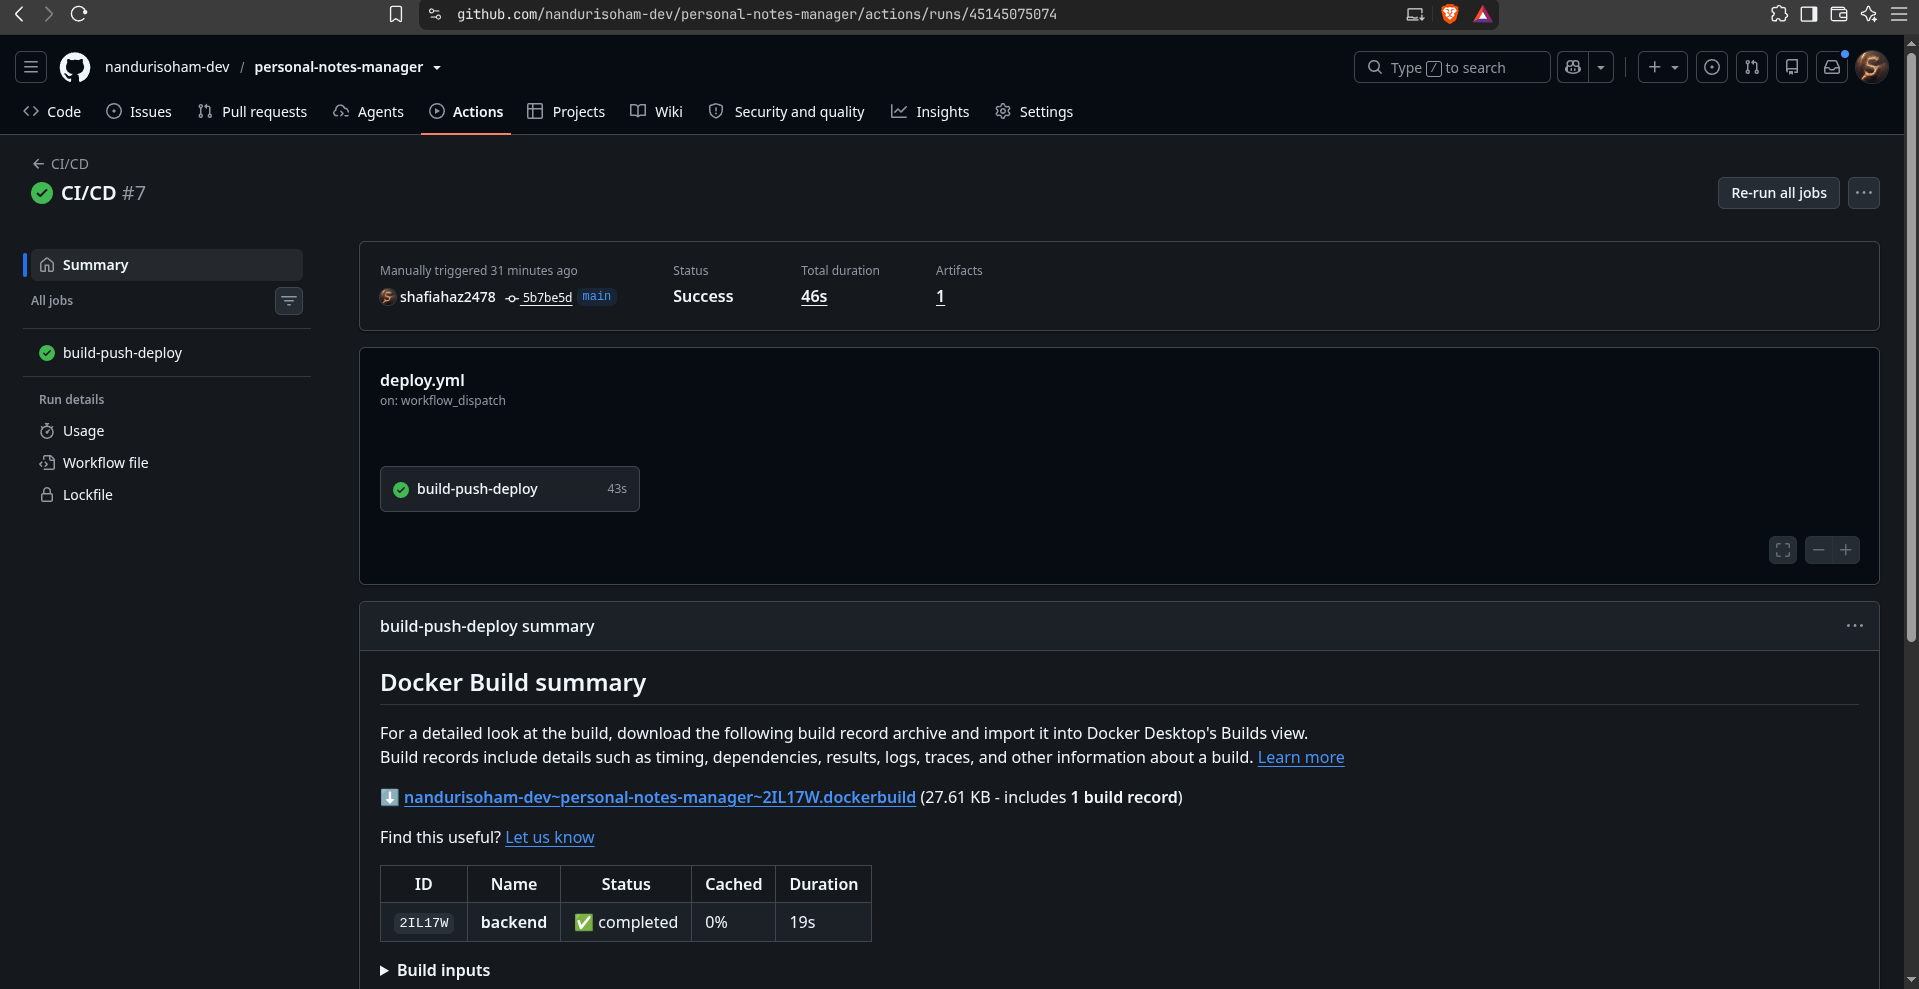 github.com/nandurisoham-dev/personal-notes-manager/actions/runs/45145075074
nandurisoham-dev / personal-notes-manager
Type / to search
Code Issues Pull requests Agents Actions Projects Wiki Security and quality Insights Settings
CI/CD
CI/CD #7
Re-run all jobs
Summary
All jobs
build-push-deploy
Run details
Usage
Workflow file
Lockfile
Manually triggered 31 minutes ago
shafiahaz2478 5b7be5d main
Status
Success
Total duration
46s
Artifacts
1
deploy.yml
on: workflow_dispatch
build-push-deploy 43s
build-push-deploy summary
Docker Build summary
For a detailed look at the build, download the following build record archive and import it into Docker Desktop's Builds view.
Build records include details such as timing, dependencies, results, logs, traces, and other information about a build. Learn more
nandurisoham-dev~personal-notes-manager~2IL17W.dockerbuild (27.61 KB - includes 1 build record)
Find this useful? Let us know
ID Name Status Cached Duration
2IL17W backend ✅ completed 0% 19s
Build inputs